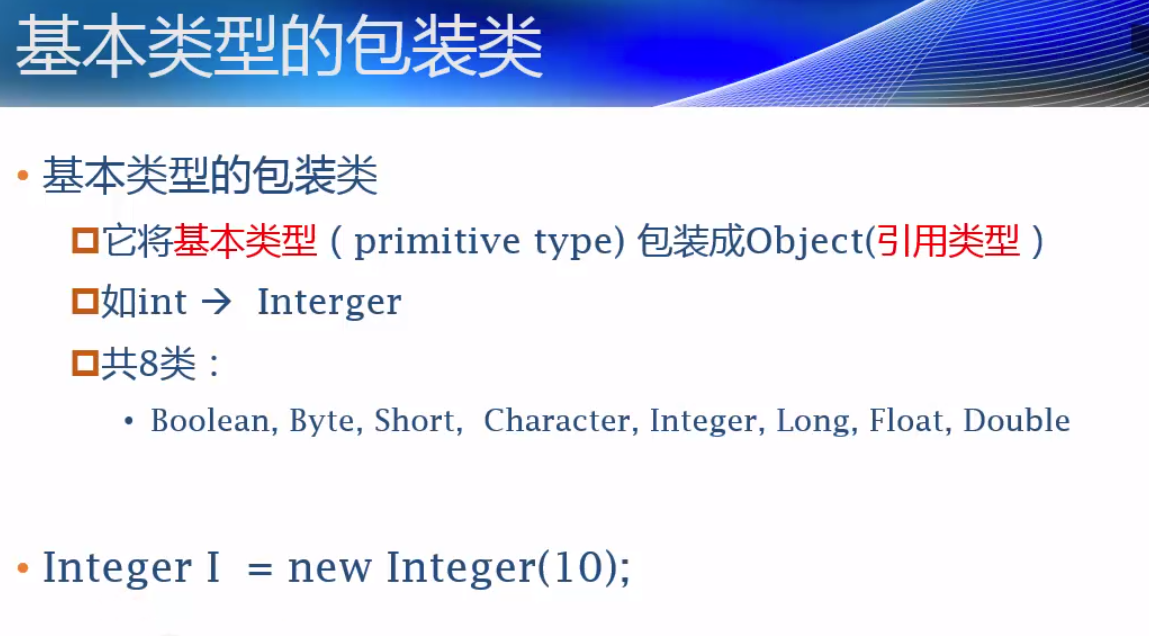 基本类型的包装类
• 基本类型的包装类
它将基本类型 ( primitive type) 包装成Object(引用类型 )
如int → Interger
共8类：
• Boolean, Byte, Short, Character, Integer, Long, Float, Double
• Integer I = new Integer(10);